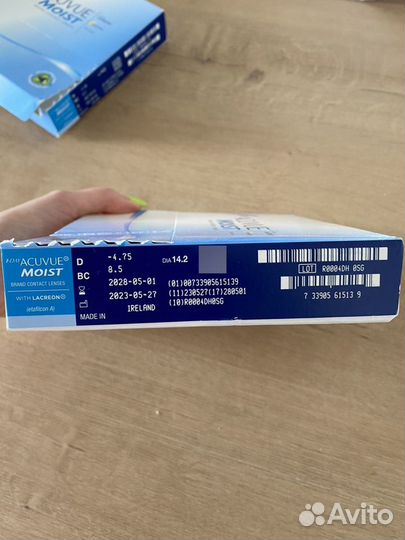 ACUVUE
MOIST
1·DAY ACUVUE®
MOIST
BRAND CONTACT LENSES
WITH LACREON®
(etafilcon A)
D -4.75 DIA 14.2
BC 8.5
2028-05-01
2023-05-27
MADE IN IRELAND
(01)00733905615139
(11)230527(17)280501
(10)R0004DH0SG
LOT R0004DH 0SG
7 33905 61513 9
Avito